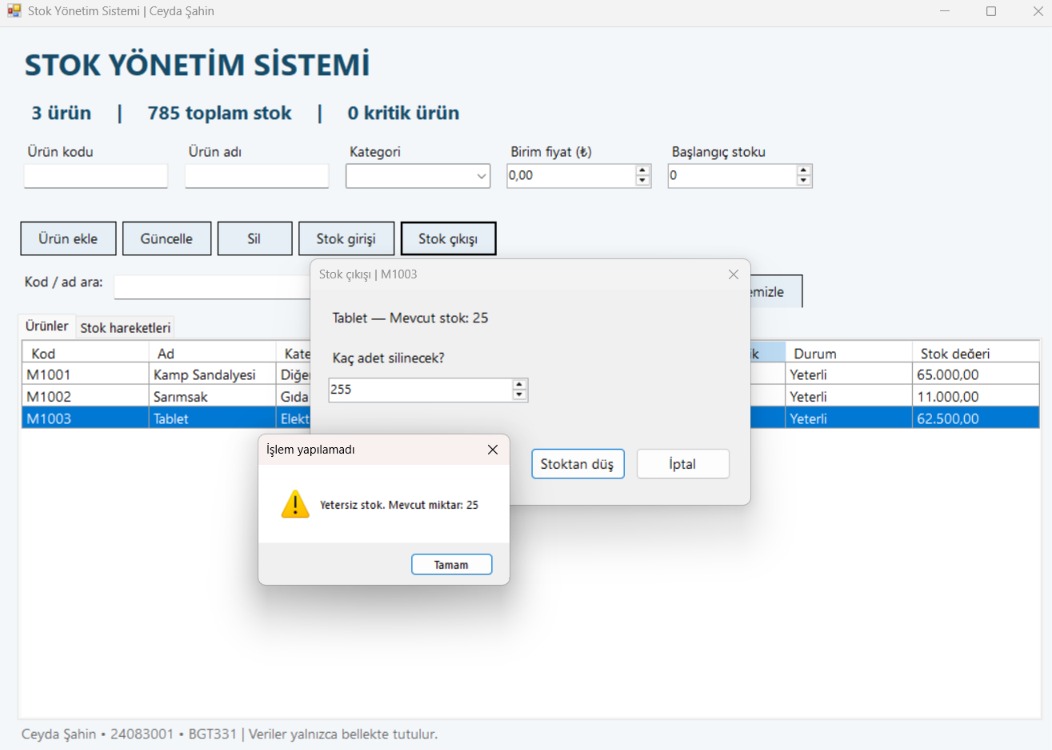 Stok Yönetim Sistemi | Ceyda Şahin
STOK YÖNETİM SİSTEMİ
3 ürün | 785 toplam stok | 0 kritik ürün
Ürün kodu Ürün adı Kategori Birim fiyat (₺) Başlangıç stoku
0,00 0
Ürün ekle Güncelle Sil Stok girişi Stok çıkışı
Kod / ad ara:
Stok çıkışı | M1003
Tablet — Mevcut stok: 25
Kaç adet silinecek?
255
Stoktan düş İptal
Ürünler Stok hareketleri
Kod Ad Durum Stok değeri
M1001 Kamp Sandalyesi Yeterli 65.000,00
M1002 Sarımsak Gıda Yeterli 11.000,00
M1003 Tablet Yeterli 62.500,00
İşlem yapılamadı
Yetersiz stok. Mevcut miktar: 25
Tamam
Ceyda Şahin • 24083001 • BGT331 | Veriler yalnızca bellekte tutulur.